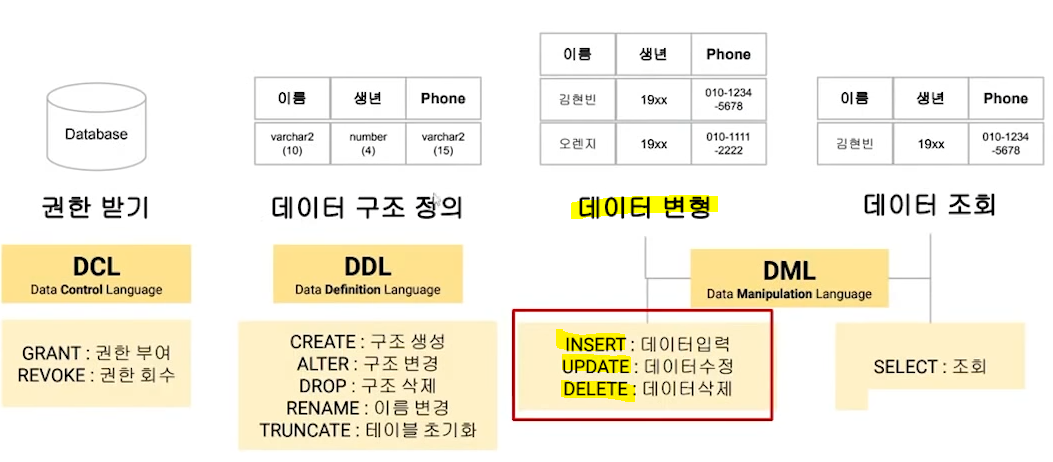 Database
권한 받기
DCL
Data Control Language
GRANT : 권한 부여
REVOKE : 권한 회수
이름 생년 Phone
varchar2 number varchar2
(10) (4) (15)
데이터 구조 정의
DDL
Data Definition Language
CREATE : 구조 생성
ALTER : 구조 변경
DROP : 구조 삭제
RENAME : 이름 변경
TRUNCATE : 테이블 초기화
이름 생년 Phone
김현빈 19xx 010-1234
-5678
오렌지 19xx 010-1111
-2222
데이터 변형
이름 생년 Phone
김현빈 19xx 010-1234
-5678
데이터 조회
DML
Data Manipulation Language
INSERT : 데이터입력
UPDATE : 데이터수정
DELETE : 데이터삭제
SELECT : 조회